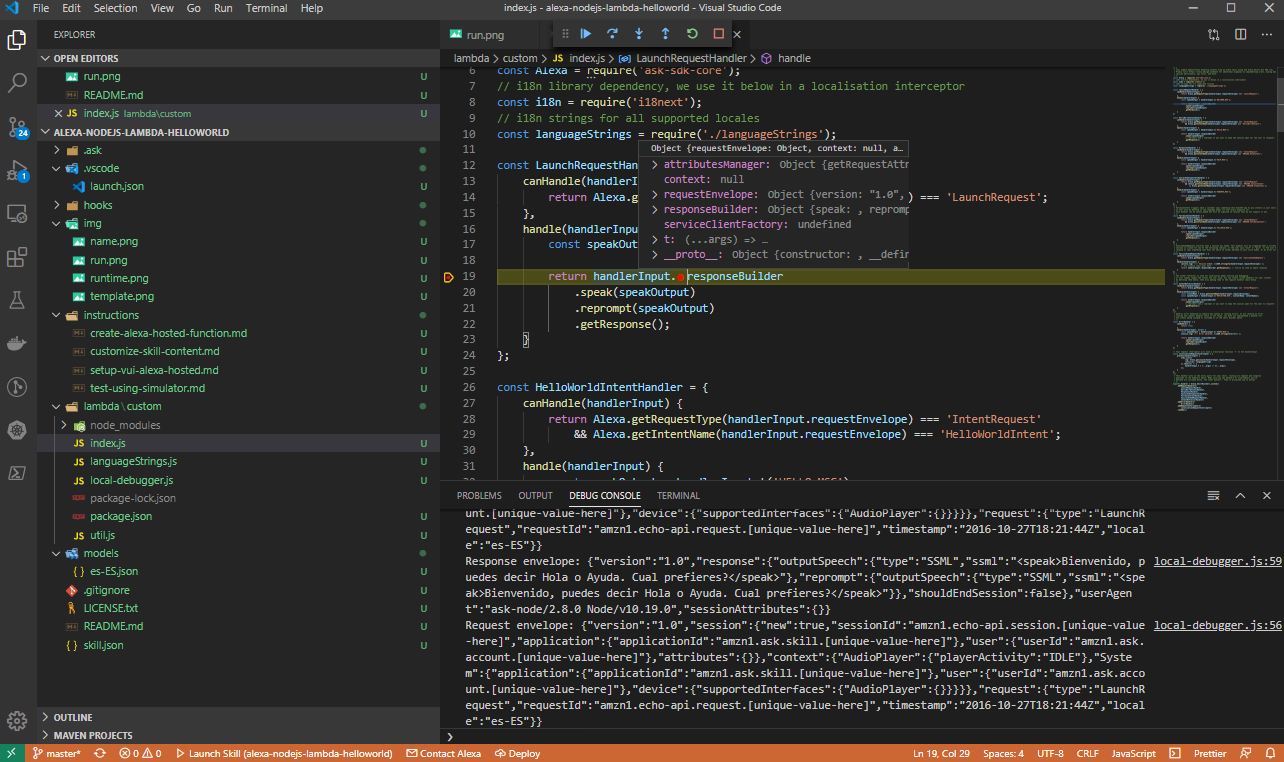 File Edit Selection View Go Run Terminal Help
index.js - alexa-nodejs-lambda-helloworld - Visual Studio Code
EXPLORER
OPEN EDITORS
run.png U
README.md U
JS index.js lambda\custom U
ALEXA-NODEJS-LAMBDA-HELLOWORLD
.ask
.vscode
launch.json U
hooks
img
name.png U
run.png U
runtime.png U
template.png U
instructions
create-alexa-hosted-function.md U
customize-skill-content.md U
setup-vui-alexa-hosted.md U
test-using-simulator.md U
lambda\custom
node_modules
JS index.js U
JS languageStrings.js U
JS local-debugger.js U
package-lock.json
package.json U
JS util.js U
models
{ } es-ES.json U
.gitignore U
LICENSE.txt U
README.md U
{ } skill.json U
OUTLINE
MAVEN PROJECTS
24
1
run.png
lambda > custom > JS index.js > LaunchRequestHandler > handle
6 const Alexa = require('ask-sdk-core');
7 // i18n library dependency, we use it below in a localisation interceptor
8 const i18n = require('i18next');
9 // i18n strings for all supported locales
10 const languageStrings = require('./languageStrings');
11
12 const LaunchRequestHan
13 canHandle(handlerI
14 return Alexa.g ) === 'LaunchRequest';
15 },
16 handle(handlerInpu
17 const speakOut
18
19 return handlerInput. responseBuilder
20 .speak(speakOutput)
21 .reprompt(speakOutput)
22 .getResponse();
23 }
24 };
25
26 const HelloWorldIntentHandler = {
27 canHandle(handlerInput) {
28 return Alexa.getRequestType(handlerInput.requestEnvelope) === 'IntentRequest'
29 && Alexa.getIntentName(handlerInput.requestEnvelope) === 'HelloWorldIntent';
30 },
31 handle(handlerInput) {
Object {requestEnvelope: Object, context: null, a…
attributesManager: Object {getRequestAttr
context: null
requestEnvelope: Object {version: "1.0",
responseBuilder: Object {speak: , repromp
serviceClientFactory: undefined
t: (...args) => …
__proto__: Object {constructor: , __defin
PROBLEMS OUTPUT DEBUG CONSOLE TERMINAL
unt.[unique-value-here]"},"device":{"supportedInterfaces":{"AudioPlayer":{}}}}},"request":{"type":"LaunchR
equest","requestId":"amzn1.echo-api.request.[unique-value-here]","timestamp":"2016-10-27T18:21:44Z","local
e":"es-ES"}}
Response envelope: {"version":"1.0","response":{"outputSpeech":{"type":"SSML","ssml":"<speak>Bienvenido, p local-debugger.js:59
uedes decir Hola o Ayuda. Cual prefieres?</speak>"},"reprompt":{"outputSpeech":{"type":"SSML","ssml":"<spe
ak>Bienvenido, puedes decir Hola o Ayuda. Cual prefieres?</speak>"}},"shouldEndSession":false},"userAgen
t":"ask-node/2.8.0 Node/v10.19.0","sessionAttributes":{}}
Request envelope: {"version":"1.0","session":{"new":true,"sessionId":"amzn1.echo-api.session.[unique-value local-debugger.js:56
-here]","application":{"applicationId":"amzn1.ask.skill.[unique-value-here]"},"user":{"userId":"amzn1.ask.
account.[unique-value-here]"},"attributes":{}},"context":{"AudioPlayer":{"playerActivity":"IDLE"},"Syste
m":{"application":{"applicationId":"amzn1.ask.skill.[unique-value-here]"},"user":{"userId":"amzn1.ask.acco
unt.[unique-value-here]"},"device":{"supportedInterfaces":{"AudioPlayer":{}}}}},"request":{"type":"LaunchR
equest","requestId":"amzn1.echo-api.request.[unique-value-here]","timestamp":"2016-10-27T18:21:44Z","local
e":"es-ES"}}
master* 0 0 Launch Skill (alexa-nodejs-lambda-helloworld) Contact Alexa Deploy Ln 19, Col 29 Spaces: 4 UTF-8 CRLF JavaScript Prettier